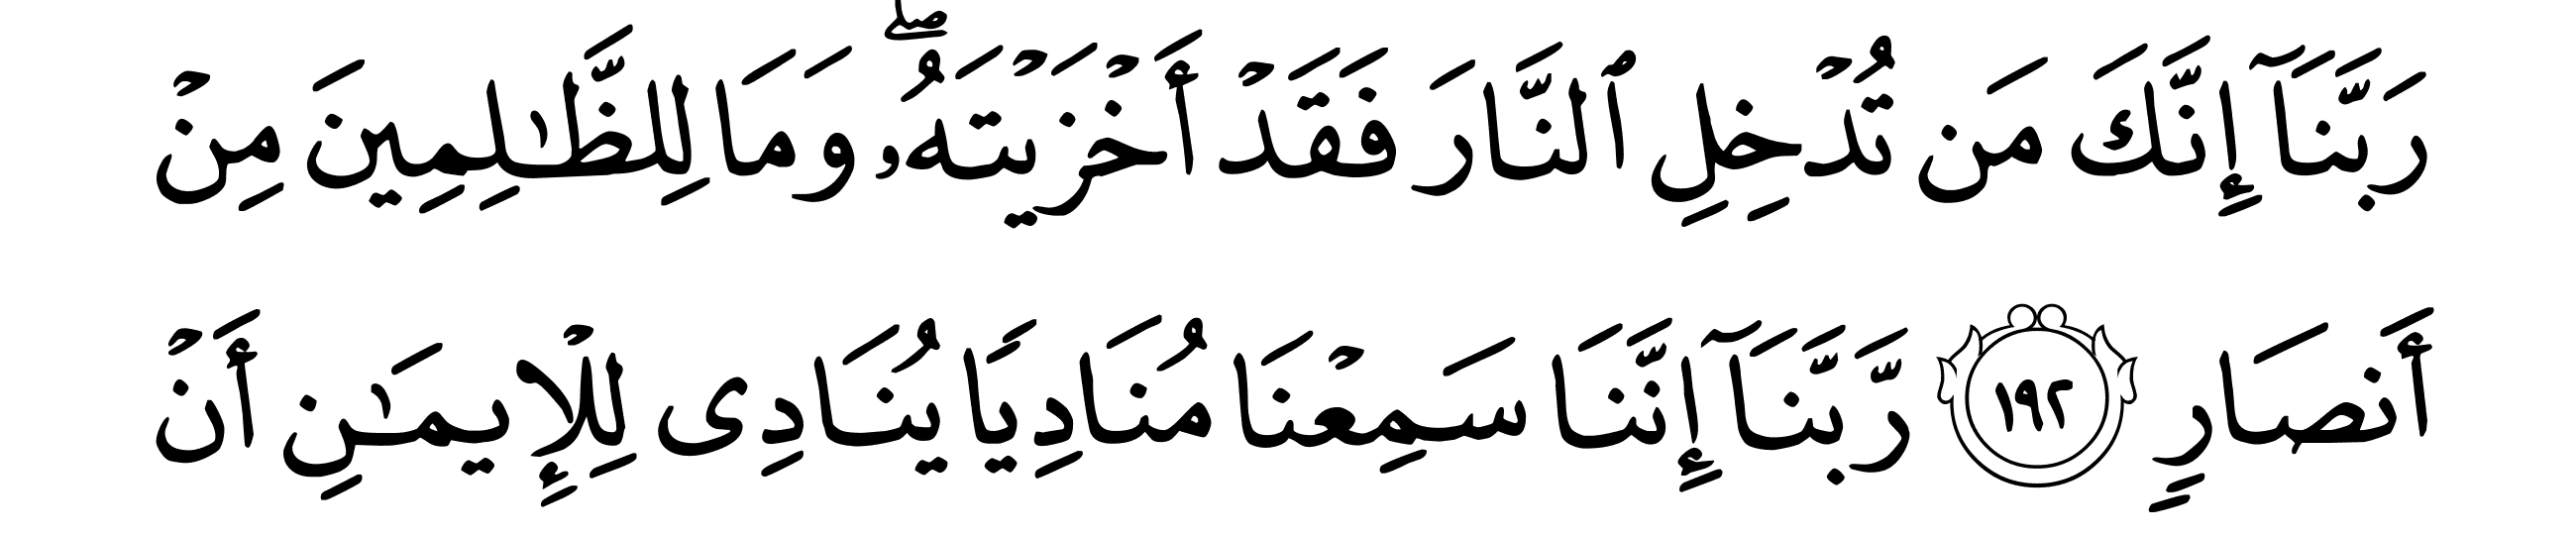 رَبَّنَآ إِنَّكَ مَن تُدۡخِلِ ٱلنَّارَ فَقَدۡ أَخۡزَيۡتَهُۥۖ وَمَا لِلظَّٰلِمِينَ مِنۡ
أَنصَارٍ ١٩٢ رَّبَّنَآ إِنَّنَا سَمِعۡنَا مُنَادِيًا يُنَادِى لِلۡإِيمَٰنِ أَنۡ